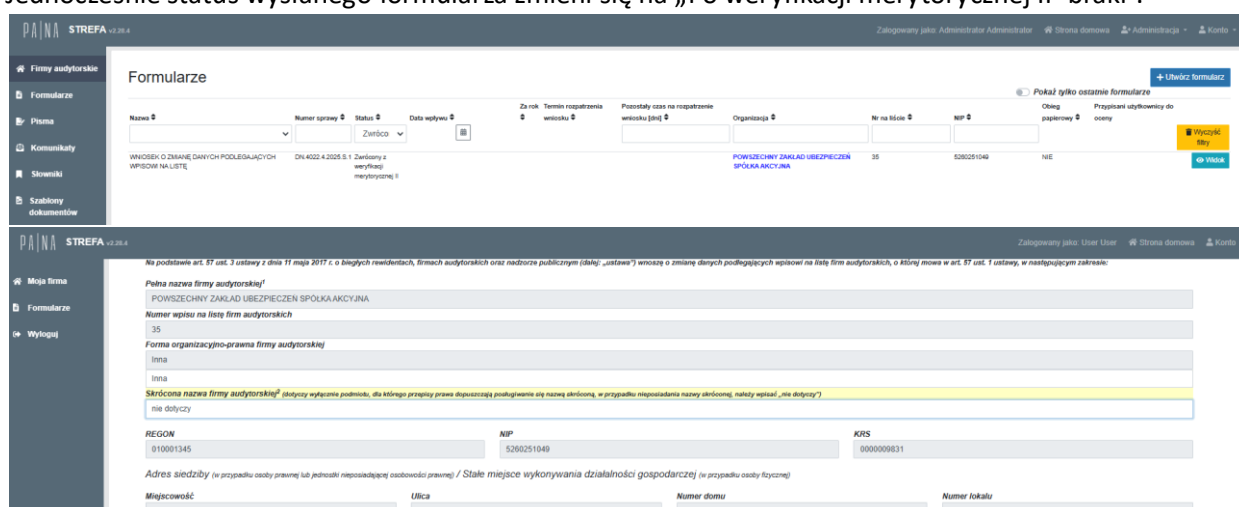 Jednocześnie status wysłanego formularza zmieni się na „Po weryfikacji merytorycznej II- braki”.
PA|NA STREFA v2.28.4 Zalogowany jako: Administrator Administrator Strona domowa Administracja Konto
Firmy audytorskie
Formularze
Pisma
Komunikaty
Słowniki
Szablony dokumentów
Formularze
+ Utwórz formularz
Pokaż tylko ostatnie formularze
Nazwa Numer sprawy Status Data wpływu Za rok Termin rozpatrzenia wniosku Pozostały czas na rozpatrzenie wniosku [dni] Organizacja Nr na liście NIP Obieg papierowy Przypisani użytkownicy do oceny
Zwróco
Wyczyść filtry
WNIOSEK O ZMIANĘ DANYCH PODLEGAJĄCYCH WPISOWI NA LISTĘ DN.4022.4.2025.S.1 Zwrócony z weryfikacji merytorycznej II POWSZECHNY ZAKŁAD UBEZPIECZEŃ SPÓŁKA AKCYJNA 35 5260251049 NIE Widok
PA|NA STREFA v2.28.4 Zalogowany jako: User User Strona domowa Konto
Moja firma
Formularze
Wyloguj
Na podstawie art. 57 ust. 3 ustawy z dnia 11 maja 2017 r. o biegłych rewidentach, firmach audytorskich oraz nadzorze publicznym (dalej: „ustawa”) wnoszę o zmianę danych podlegających wpisowi na listę firm audytorskich, o której mowa w art. 57 ust. 1 ustawy, w następującym zakresie:
Pełna nazwa firmy audytorskiej1
POWSZECHNY ZAKŁAD UBEZPIECZEŃ SPÓŁKA AKCYJNA
Numer wpisu na listę firm audytorskich
35
Forma organizacyjno-prawna firmy audytorskiej
Inna
Inna
Skrócona nazwa firmy audytorskiej2 (dotyczy wyłącznie podmiotu, dla którego przepisy prawa dopuszczają posługiwanie się nazwą skróconą, w przypadku nieposiadania nazwy skróconej, należy wpisać „nie dotyczy”)
nie dotyczy
REGON NIP KRS
010001345 5260251049 0000009831
Adres siedziby (w przypadku osoby prawnej lub jednostki nieposiadającej osobowości prawnej) / Stałe miejsce wykonywania działalności gospodarczej (w przypadku osoby fizycznej)
Miejscowość Ulica Numer domu Numer lokalu